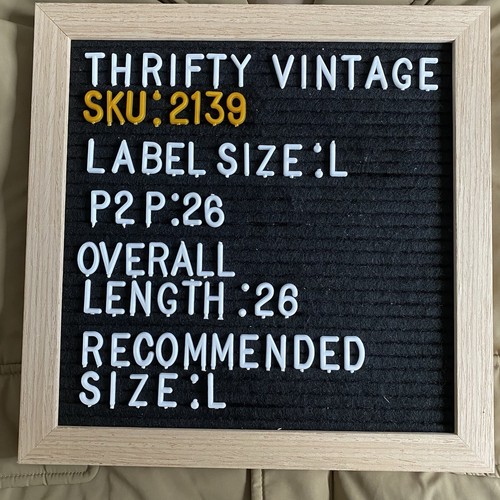 THRIFTY VINTAGE
SKU:2139
LABEL SIZE:L
P2P:26
OVERALL
LENGTH:26
RECOMMENDED
SIZE:L